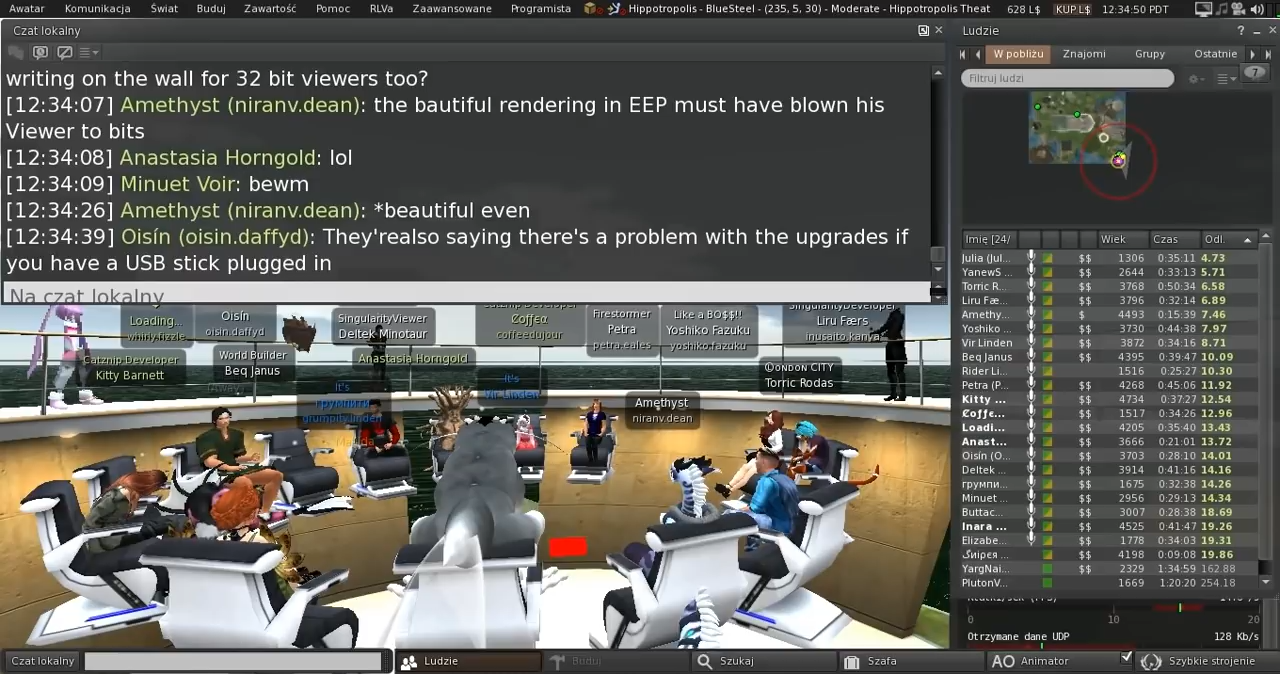 Awatar Komunikacja Świat Buduj Zawartość Pomoc RLVa Zaawansowane Programista Hippotropolis - BlueSteel - (235, 5, 30) - Moderate - Hippotropolis Theat 628 L$ KUP L$ 12:34:50 PDT
Czat lokalny
writing on the wall for 32 bit viewers too?
[12:34:07] Amethyst (niranv.dean): the bautiful rendering in EEP must have blown his
Viewer to bits
[12:34:08] Anastasia Horngold: lol
[12:34:09] Minuet Voir: bewm
[12:34:26] Amethyst (niranv.dean): *beautiful even
[12:34:39] Oisín (oisin.daffyd): They'realso saying there's a problem with the upgrades if
you have a USB stick plugged in
Na czat lokalny
Loading...
whirly.fizzle
Oisín
oisin.daffyd
SingularityViewer
Deltek Minotaur
Catznip Developer
Coffee
coffeedujour
Firestormer
Petra
petra.eales
Like a BO$$!!
Yoshiko Fazuku
yoshiko.fazuku
SingularityDeveloper
Liru Færs
inusaito.kanya
Catznip Developer
Kitty Barnett
World Builder
Beq Janus
(Away)
Anastasia Horngold
It's
Vir Linden
It's
грумпити
grumpity.linden
Amethyst
niranv.dean
LONDON CITY
Torric Rodas
Ludzie
W pobliżu Znajomi Grupy Ostatnie
Filtruj ludzi
7
Imię [24/ Wiek Czas Odl.
Julia (Jul... 1306 0:35:11 4.73
YanewS ... $$ 2644 0:33:13 5.71
Torric R... $$ 3768 0:50:34 6.58
Liru Fæ... $$ 3796 0:32:14 6.89
Amethy... $$ 4493 0:15:39 7.46
Yoshiko ... $$ 3730 0:44:38 7.97
Vir Linden $$ 3872 0:34:16 8.71
Beq Janus $$ 4395 0:39:47 10.09
Rider Li... 1516 0:25:27 10.30
Petra (P... $$ 4268 0:45:06 11.92
Kitty ... $$ 4734 0:37:27 12.54
Coffe... $$ 1517 0:34:26 12.96
Loadi... $$ 4205 0:35:40 13.43
Anast... $$ 3666 0:21:01 13.72
Oisín (O... $$ 3703 0:28:10 14.01
Deltek ... $$ 3914 0:41:16 14.16
грумпи... $$ 1675 0:32:38 14.26
Minuet ... $$ 2956 0:29:13 14.34
Buttac... $$ 3007 0:28:38 18.69
Inara ... $$ 4525 0:41:47 19.26
Elizabe... $$ 1778 0:34:03 19.31
$$ 4198 0:09:08 19.86
YargNai... $$ 2329 1:34:59 162.88
PlutonV... 1669 1:20:20 254.18
0 10 20
Otrzymane dane UDP 128 Kb/s
Czat lokalny Ludzie Buduj Szukaj Szafa AO Animator Szybkie strojenie